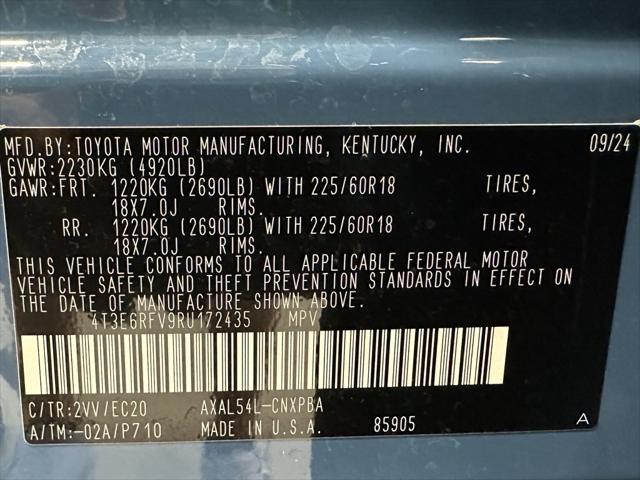 MFD.BY:TOYOTA MOTOR MANUFACTURING, KENTUCKY, INC. 09/24
GVWR:2230KG (4920LB)
GAWR:FRT. 1220KG (2690LB) WITH 225/60R18 TIRES,
18X7.0J RIMS.
RR. 1220KG (2690LB) WITH 225/60R18 TIRES,
18X7.0J RIMS.
THIS VEHICLE CONFORMS TO ALL APPLICABLE FEDERAL MOTOR
VEHICLE SAFETY AND THEFT PREVENTION STANDARDS IN EFFECT ON
THE DATE OF MANUFACTURE SHOWN ABOVE.
4T3E6RFV9RU172435 MPV
C/TR:2VV/EC20 AXAL54L-CNXPBA
A/TM:-02A/P710 MADE IN U.S.A. 85905 A